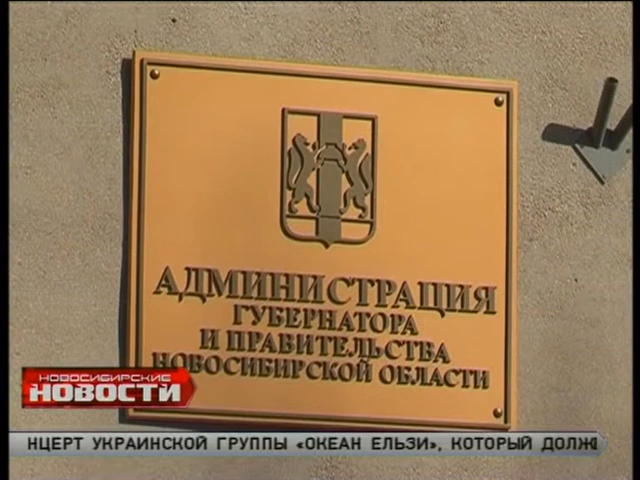 АДМИНИСТРАЦИЯ
ГУБЕРНАТОРА
И ПРАВИТЕЛЬСТВА
НОВОСИБИРСКОЙ ОБЛАСТИ
НОВОСИБИРСКИЕ
НОВОСТИ
НЦЕРТ УКРАИНСКОЙ ГРУППЫ «ОКЕАН ЕЛЬЗИ», КОТОРЫЙ ДОЛЖ